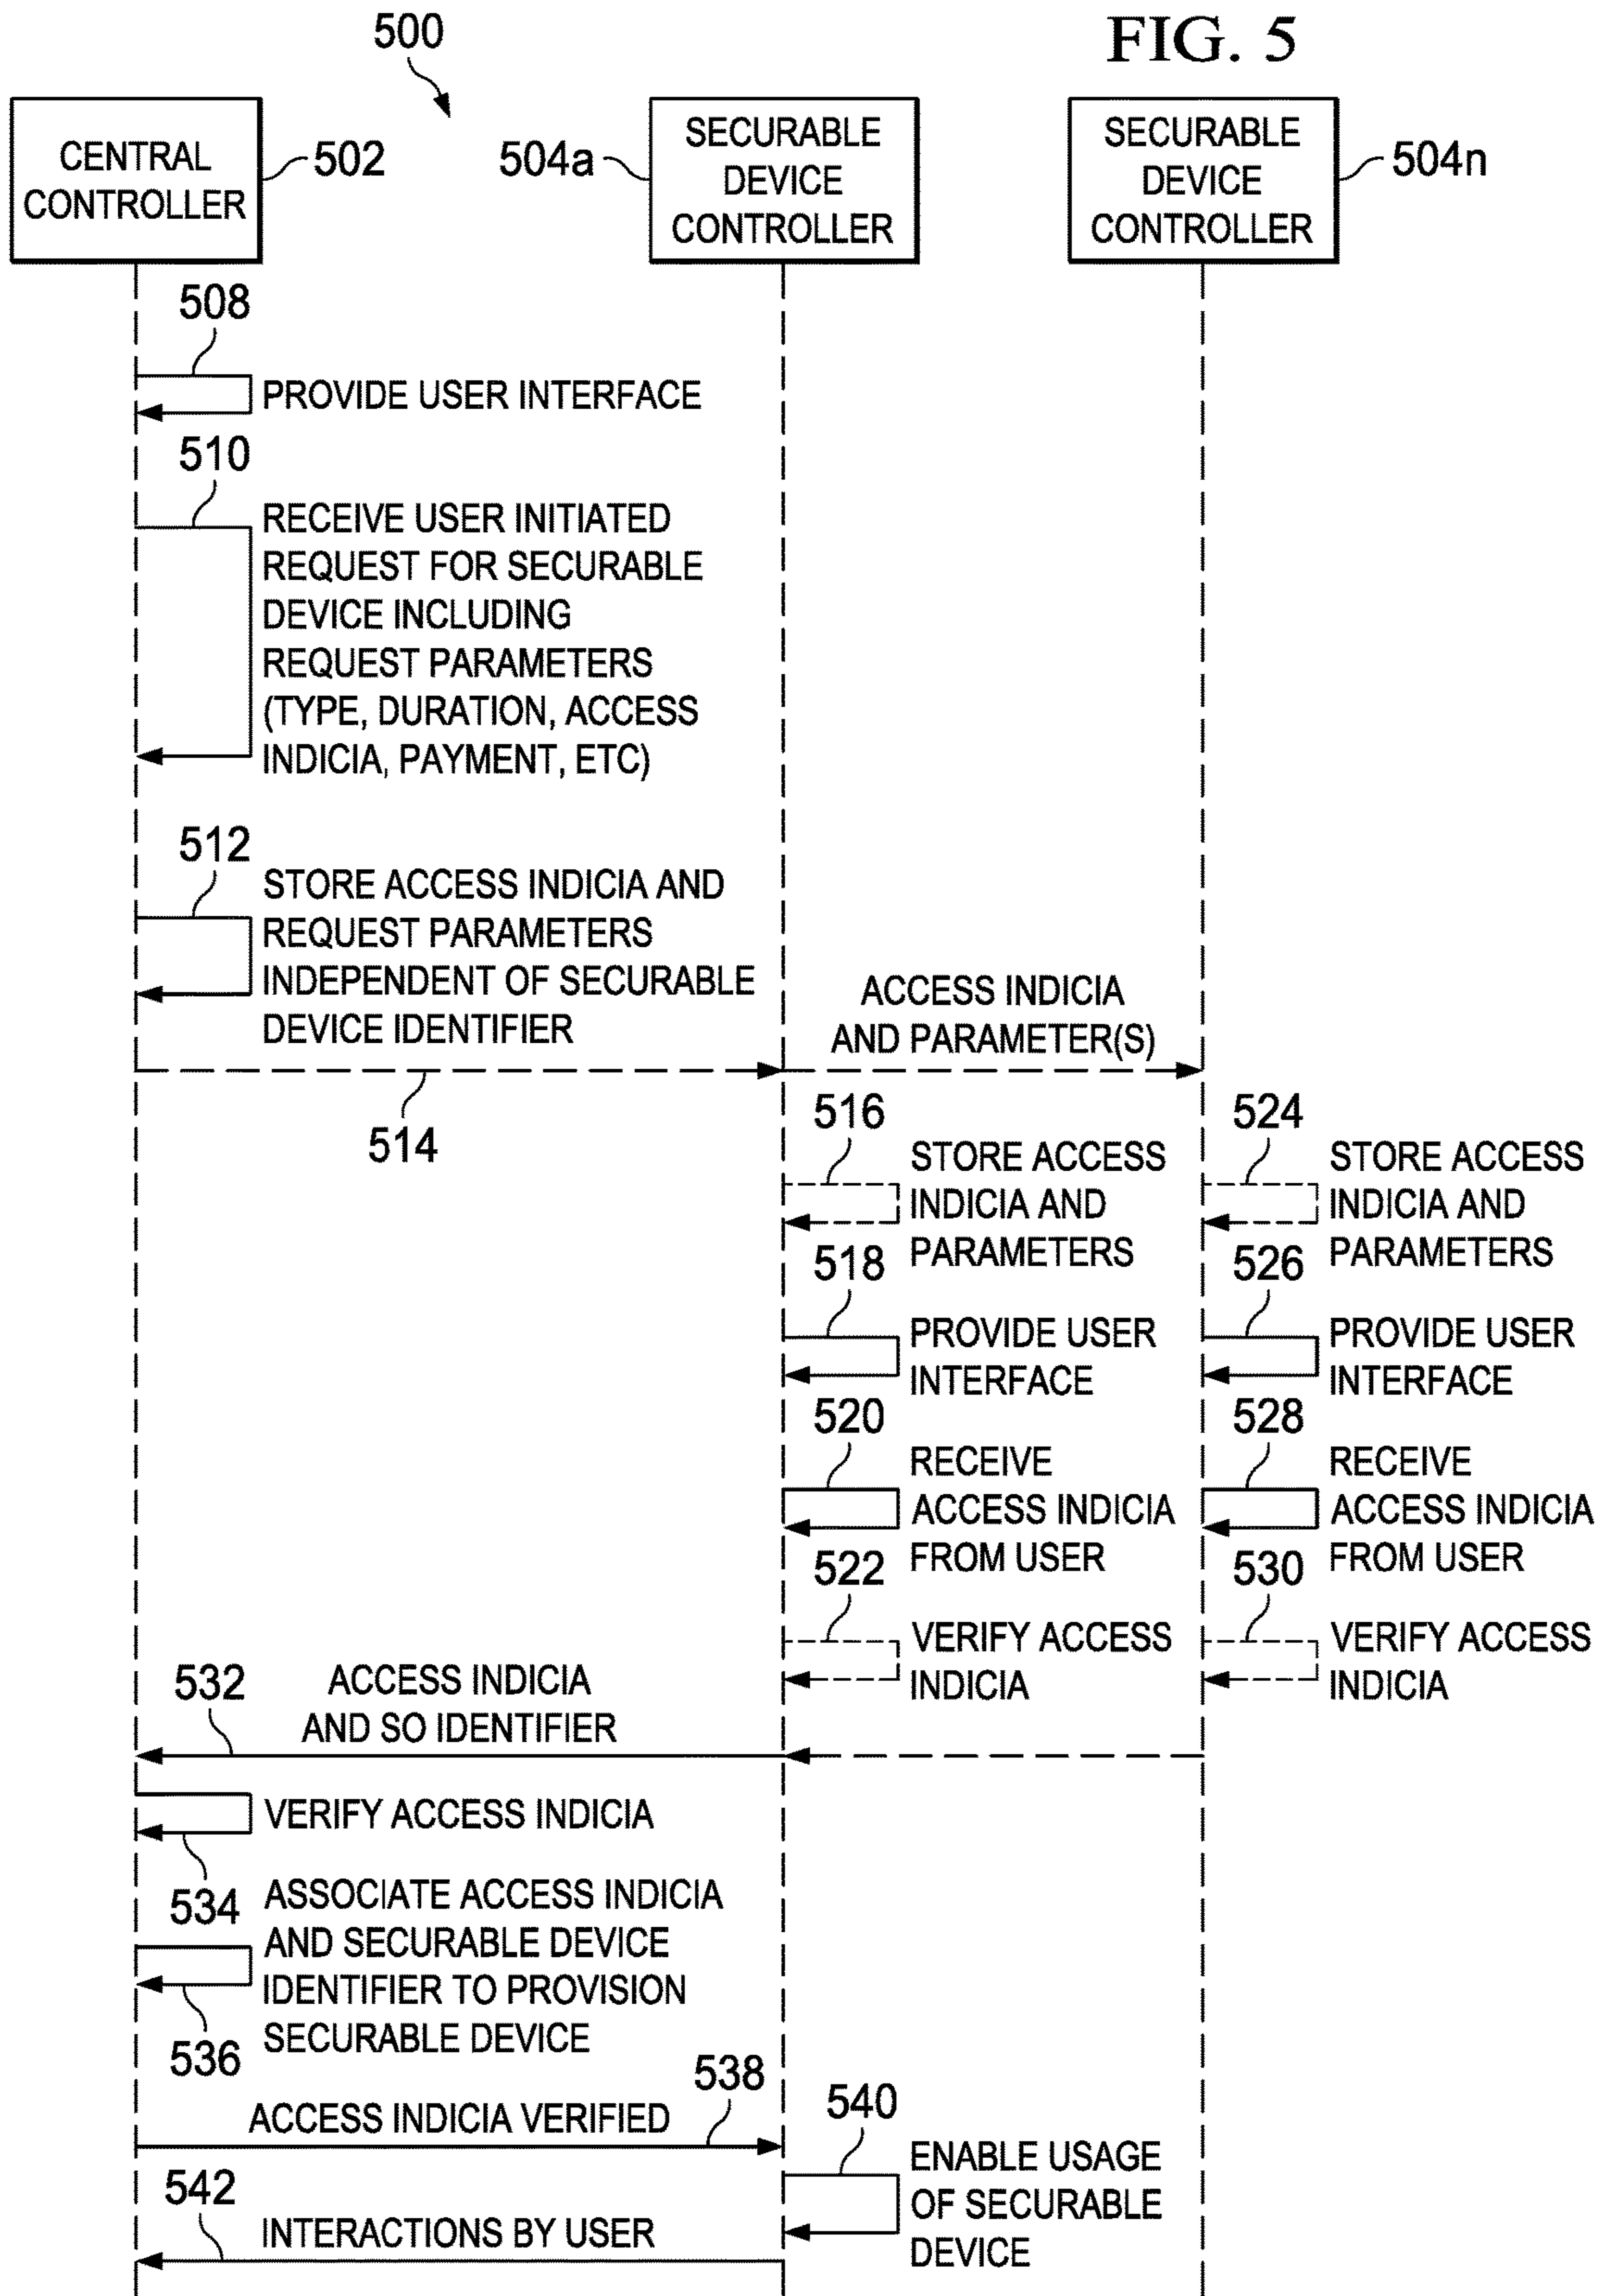 FIG. 5
500
CENTRAL
CONTROLLER
502
504a
SECURABLE
DEVICE
CONTROLLER
SECURABLE
DEVICE
CONTROLLER
504n
508
PROVIDE USER INTERFACE
510
RECEIVE USER INITIATED
REQUEST FOR SECURABLE
DEVICE INCLUDING
REQUEST PARAMETERS
(TYPE, DURATION, ACCESS
INDICIA, PAYMENT, ETC)
512
STORE ACCESS INDICIA AND
REQUEST PARAMETERS
INDEPENDENT OF SECURABLE
DEVICE IDENTIFIER
ACCESS INDICIA
AND PARAMETER(S)
514
516
STORE ACCESS
INDICIA AND
PARAMETERS
524
STORE ACCESS
INDICIA AND
PARAMETERS
518
PROVIDE USER
INTERFACE
526
PROVIDE USER
INTERFACE
520
RECEIVE
ACCESS INDICIA
FROM USER
528
RECEIVE
ACCESS INDICIA
FROM USER
522
VERIFY ACCESS
INDICIA
530
VERIFY ACCESS
INDICIA
532
ACCESS INDICIA
AND SO IDENTIFIER
VERIFY ACCESS INDICIA
534
ASSOCIATE ACCESS INDICIA
AND SECURABLE DEVICE
IDENTIFIER TO PROVISION
SECURABLE DEVICE
536
538
ACCESS INDICIA VERIFIED
540
ENABLE USAGE
OF SECURABLE
DEVICE
542
INTERACTIONS BY USER